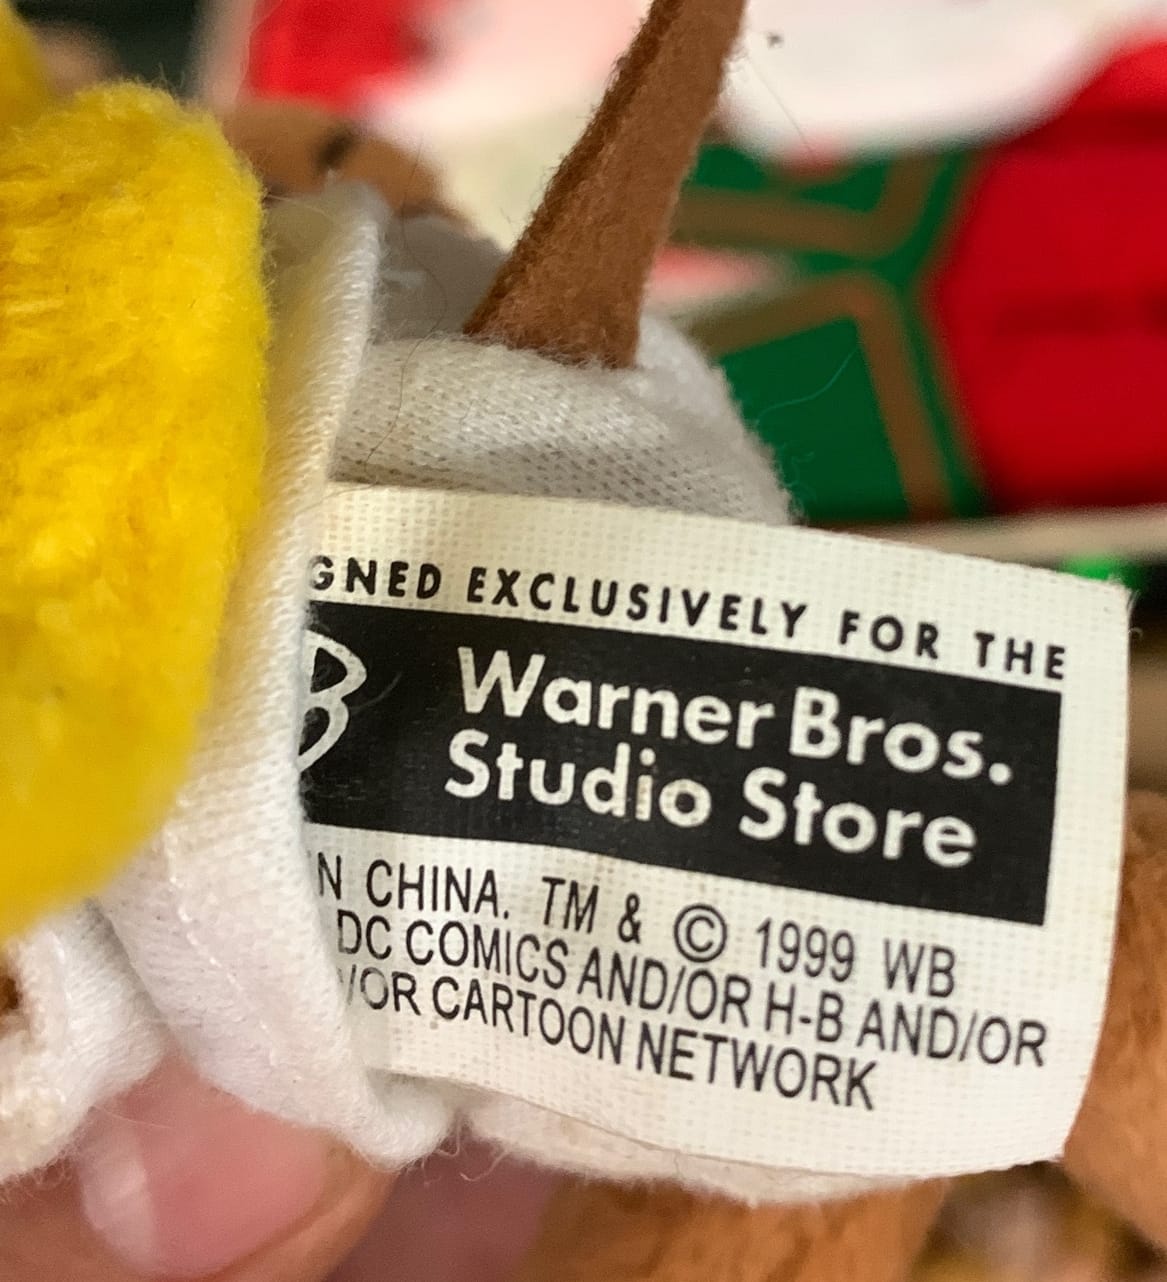 GNED EXCLUSIVELY FOR THE
B Warner Bros.
Studio Store
N CHINA. TM & © 1999 WB
DC COMICS AND/OR H-B AND/OR
/OR CARTOON NETWORK